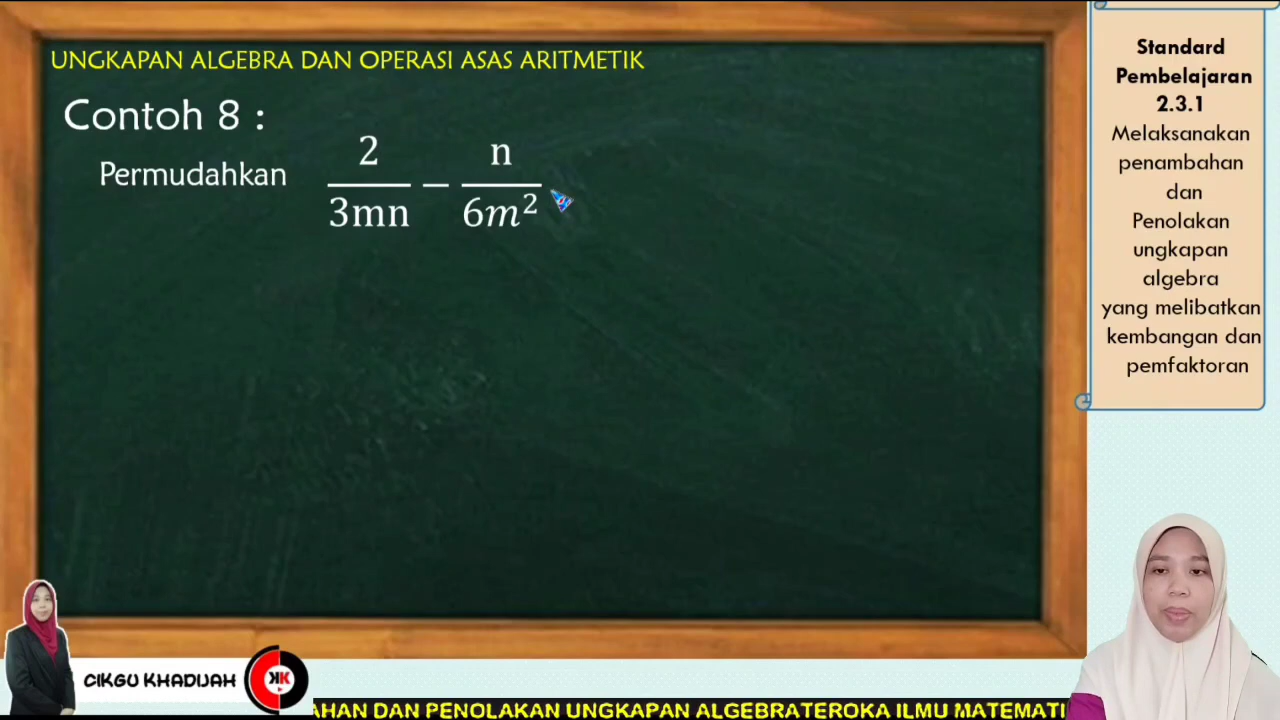 UNGKAPAN ALGEBRA DAN OPERASI ASAS ARITMETIK
Contoh 8 :
Permudahkan 2/3mn − n/6m²
Standard
Pembelajaran
2.3.1
Melaksanakan
penambahan
dan
Penolakan
ungkapan
algebra
yang melibatkan
kembangan dan
pemfaktoran
CIKGU KHADIJAH
KK
AHAN DAN PENOLAKAN UNGKAPAN ALGEBRATEROKA ILMU MATEMATI